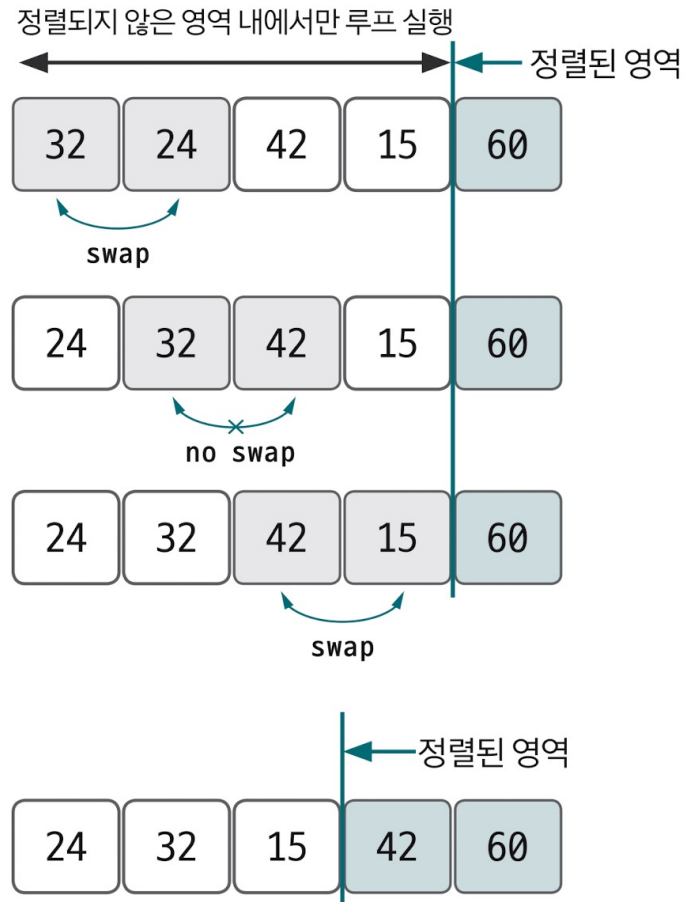 정렬되지 않은 영역 내에서만 루프 실행
정렬된 영역
32 24 42 15 60
swap
24 32 42 15 60
no swap
24 32 42 15 60
swap
정렬된 영역
24 32 15 42 60